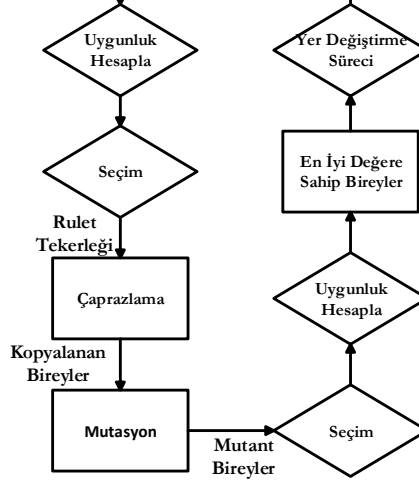 Uygunluk
Hesapla
Seçim
Rulet
Tekerleği
Çaprazlama
Kopyalanan
Bireyler
Mutasyon
Mutant
Bireyler
Seçim
Uygunluk
Hesapla
En İyi Değere
Sahip Bireyler
Yer Değiştirme
Süreci